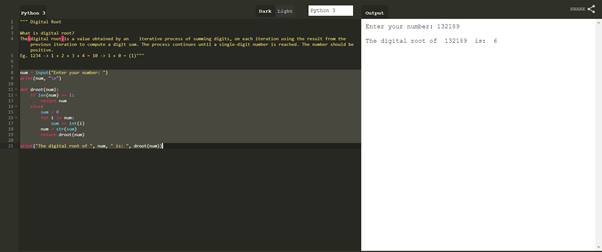 Python 3
Dark
Light
Python 3
Output
SHARE
1 """ Digital Root
2
3 What is digital root?
4 The digital root is a value obtained by an iterative process of summing digits, on each iteration using the result from the
previous iteration to compute a digit sum. The process continues until a single-digit number is reached. The number should be
positive.
5 Eg. 1234 -> 1 + 2 + 3 + 4 = 10 -> 1 + 0 = (1)"""
6
7
8 num = input("Enter your number: ")
9 print(num, "\n")
10
11 def droot(num):
12 if len(num) == 1:
13 return num
14 else:
15 sum = 0
16 for i in num:
17 sum += int(i)
18 num = str(sum)
19 return droot(num)
20
21 print("The digital root of ", num, " is: ", droot(num))
Enter your number: 132189
The digital root of 132189 is: 6